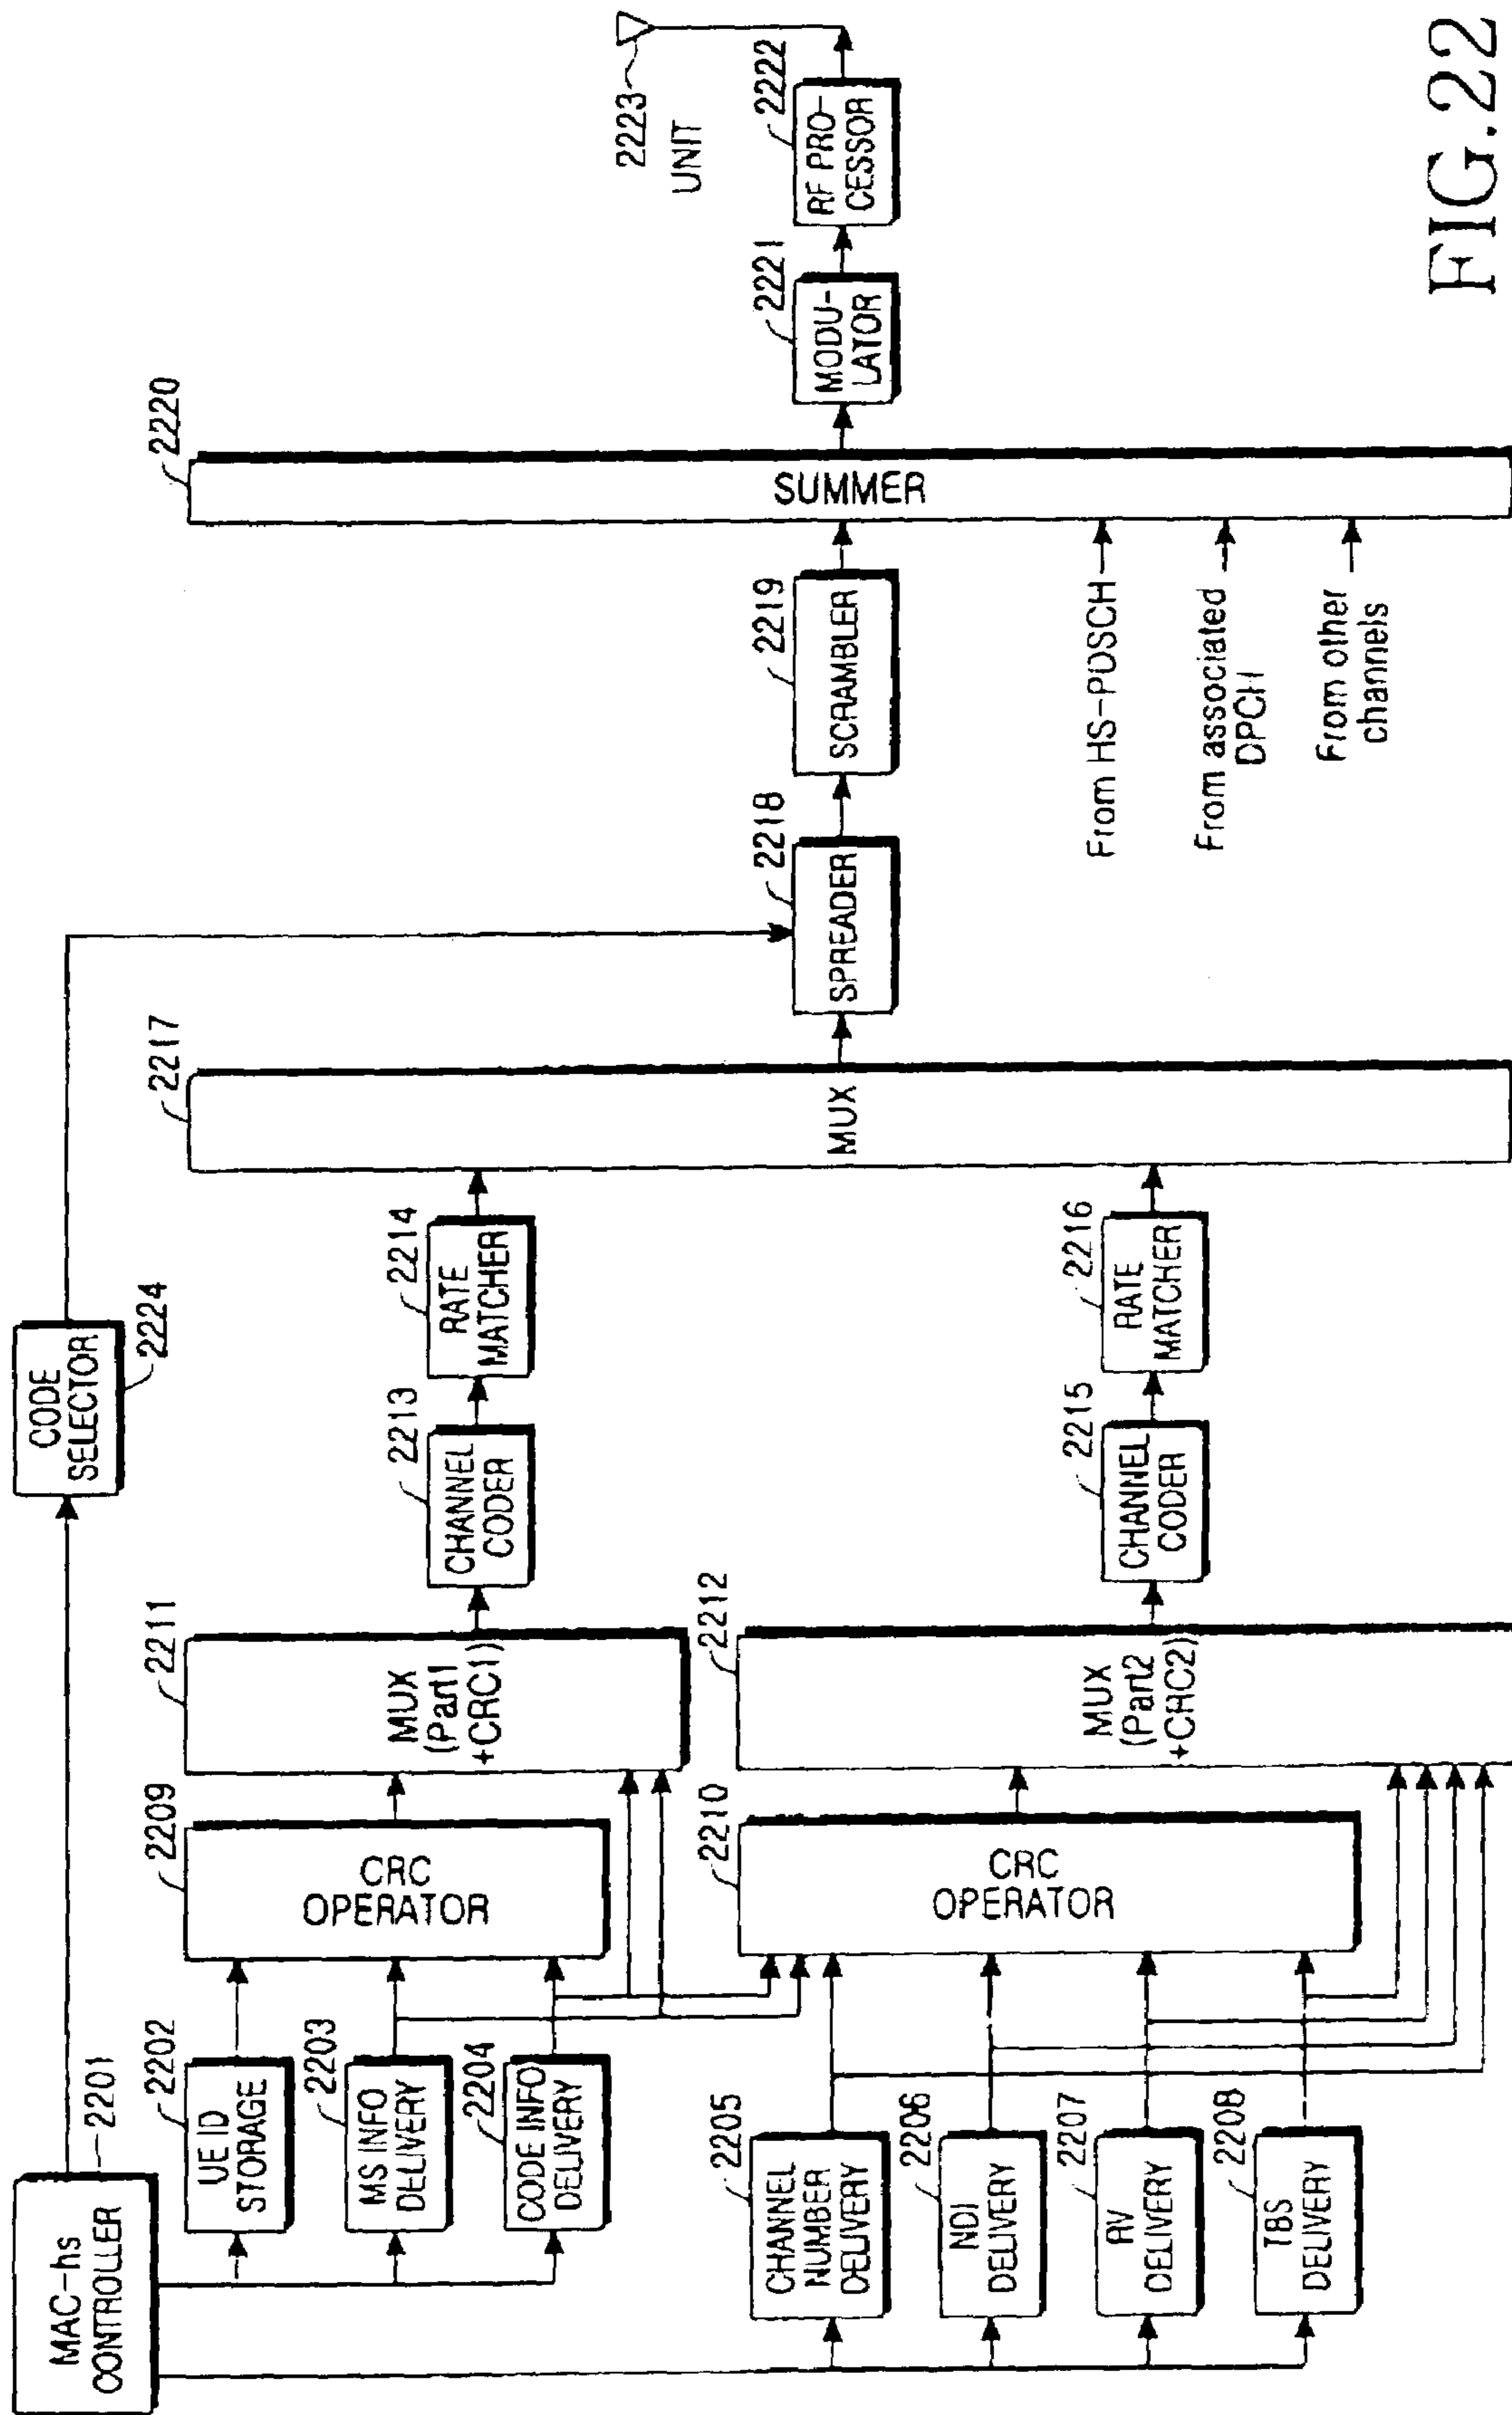 MAC-hs
CONTROLLER
2201
CODE
SELECTOR
2224
UE ID
STORAGE
2202
MS INFO
DELIVERY
2203
CODE INFO
DELIVERY
2204
CHANNEL
NUMBER
DELIVERY
2205
NDI
DELIVERY
2206
RV
DELIVERY
2207
TBS
DELIVERY
2208
CRC
OPERATOR
2209
CRC
OPERATOR
2210
MUX
(Part1
+CRC1)
2211
MUX
(Part2
+CRC2)
2212
CHANNEL
CODER
2213
RATE
MATCHER
2214
CHANNEL
CODER
2215
RATE
MATCHER
2216
MUX
2217
SPREADER
2218
SCRAMBLER
2219
From HS-PDSCH
From associated
DPCH
From other
channels
SUMMER
2220
MODU-
LATOR
2221
RF PRO-
CESSOR
2222
2223
UNIT
FIG.22